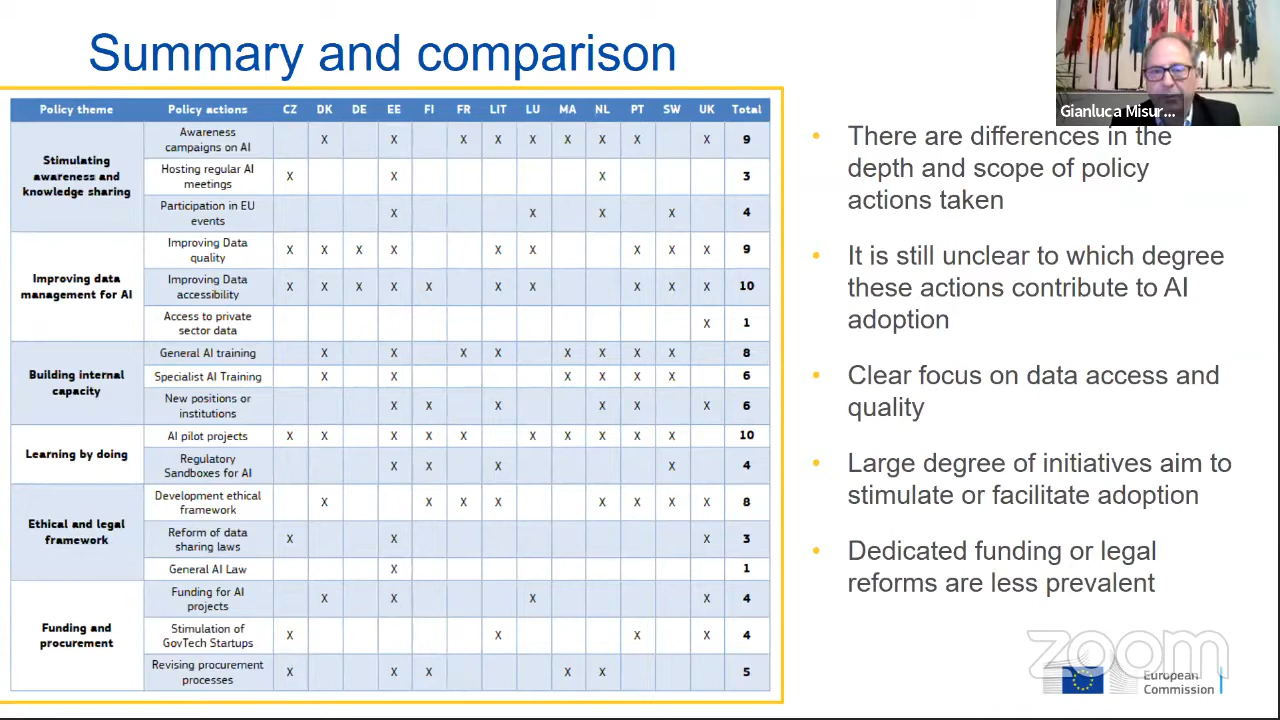 Summary and comparison
Gianluca Misur...
Policy theme Policy actions CZ DK DE EE FI FR LIT LU MA NL PT SW UK Total
Stimulating awareness and knowledge sharing
Awareness campaigns on AI X X X X X X X X X 9
Hosting regular AI meetings X X X 3
Participation in EU events X X X X 4
Improving data management for AI
Improving Data quality X X X X X X X X X 9
Improving Data accessibility X X X X X X X X X X 10
Access to private sector data X 1
Building internal capacity
General AI training X X X X X X X X 8
Specialist AI Training X X X X X X 6
New positions or institutions X X X X X X 6
Learning by doing
AI pilot projects X X X X X X X X X X 10
Regulatory Sandboxes for AI X X X X 4
Ethical and legal framework
Development ethical framework X X X X X X X X 8
Reform of data sharing laws X X X 3
General AI Law X 1
Funding and procurement
Funding for AI projects X X X X 4
Stimulation of GovTech Startups X X X X 4
Revising procurement processes X X X X X 5
• There are differences in the
depth and scope of policy
actions taken
• It is still unclear to which degree
these actions contribute to AI
adoption
• Clear focus on data access and
quality
• Large degree of initiatives aim to
stimulate or facilitate adoption
• Dedicated funding or legal
reforms are less prevalent
zoom
European
Commission